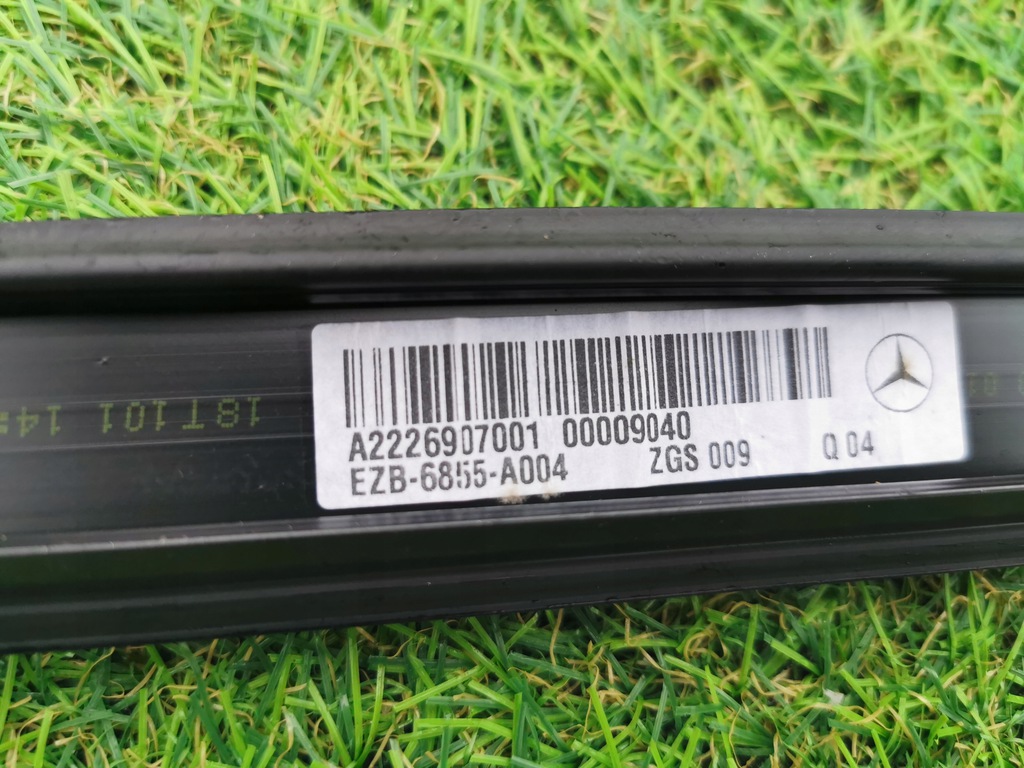 A2226907001 00009040
EZB-6855-A004 ZGS 009 Q 04
18T101 14